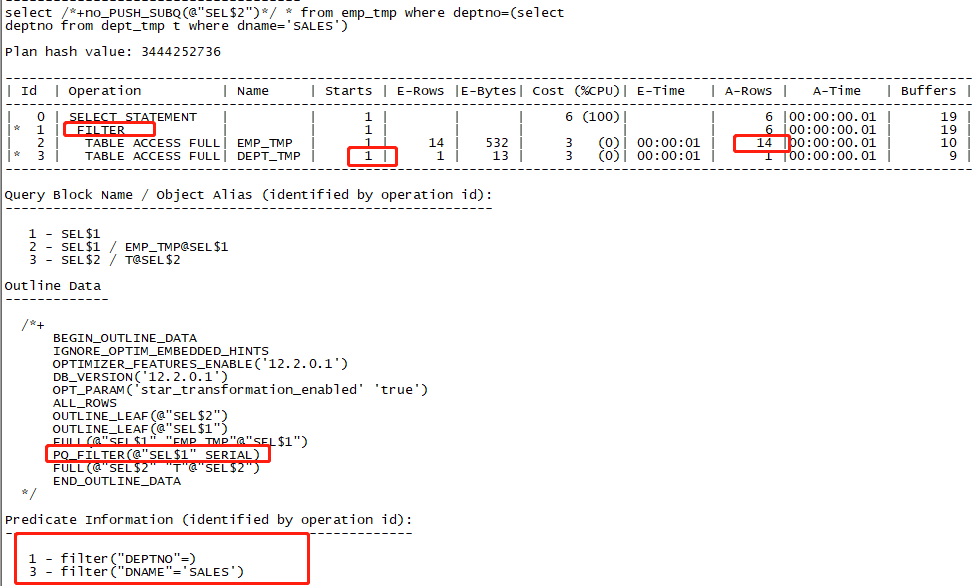 select /*+no_PUSH_SUBQ(@"SEL$2")*/ * from emp_tmp where deptno=(select
deptno from dept_tmp t where dname='SALES')
Plan hash value: 3444252736
| Id | Operation | Name | Starts | E-Rows |E-Bytes| Cost (%CPU)| E-Time | A-Rows | A-Time | Buffers |
| 0 | SELECT STATEMENT | | 1 | | | 6 (100)| | 6 |00:00:00.01 | 19 |
|* 1 | FILTER | | 1 | | | | | 6 |00:00:00.01 | 19 |
| 2 | TABLE ACCESS FULL| EMP_TMP | 1 | 14 | 532 | 3 (0)| 00:00:01 | 14 |00:00:00.01 | 10 |
|* 3 | TABLE ACCESS FULL| DEPT_TMP | 1 | 1 | 13 | 3 (0)| 00:00:01 | 1 |00:00:00.01 | 9 |
Query Block Name / Object Alias (identified by operation id):
1 - SEL$1
2 - SEL$1 / EMP_TMP@SEL$1
3 - SEL$2 / T@SEL$2
Outline Data
/*+
BEGIN_OUTLINE_DATA
IGNORE_OPTIM_EMBEDDED_HINTS
OPTIMIZER_FEATURES_ENABLE('12.2.0.1')
DB_VERSION('12.2.0.1')
OPT_PARAM('star_transformation_enabled' 'true')
ALL_ROWS
OUTLINE_LEAF(@"SEL$2")
OUTLINE_LEAF(@"SEL$1")
FULL(@"SEL$1" "EMP_TMP"@"SEL$1")
PQ_FILTER(@"SEL$1" SERIAL)
FULL(@"SEL$2" "T"@"SEL$2")
END_OUTLINE_DATA
*/
Predicate Information (identified by operation id):
1 - filter("DEPTNO"=)
3 - filter("DNAME"='SALES')